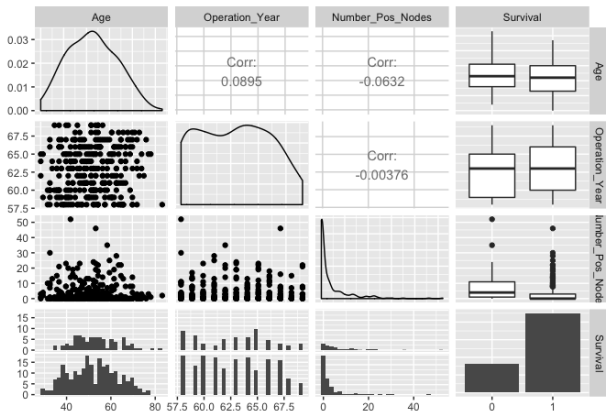 Age Operation_Year Number_Pos_Nodes Survival
0.03
0.02
0.01
0.00
Corr:
0.0895
Corr:
-0.0632
Age
67.5
65.0
62.5
60.0
57.5
Corr:
-0.00376
Operation_Year
50
40
30
20
10
0
Number_Pos_Nodes
15
10
5
0
15
10
5
0
Survival
40 60 80 57.5 60.0 62.5 65.0 67.5 0 20 40 0 1